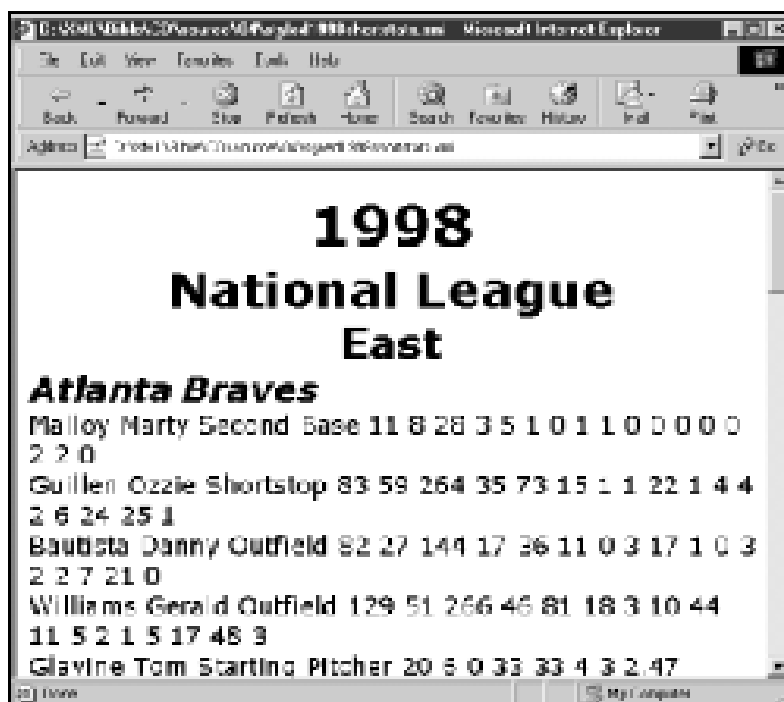 Microsoft Internet Explorer
File Edit View Favorites Tools Help
Back Forward Stop Refresh Home Search Favorites History Mail Print
Address Go
1998
National League
East
Atlanta Braves
Malloy Marty Second Base 11 8 28 3 5 1 0 1 1 0 0 0 0 0
2 2 0
Guillen Ozzie Shortstop 83 59 264 35 73 15 1 1 22 1 4 4
2 6 24 25 1
Bautista Danny Outfield 82 27 144 17 36 11 0 3 17 1 0 3
2 2 7 21 0
Williams Gerald Outfield 129 51 266 46 81 18 3 10 44
11 5 2 1 5 17 48 3
Glavine Tom Starting Pitcher 20 6 0 33 33 4 3 2.47
Done My Computer